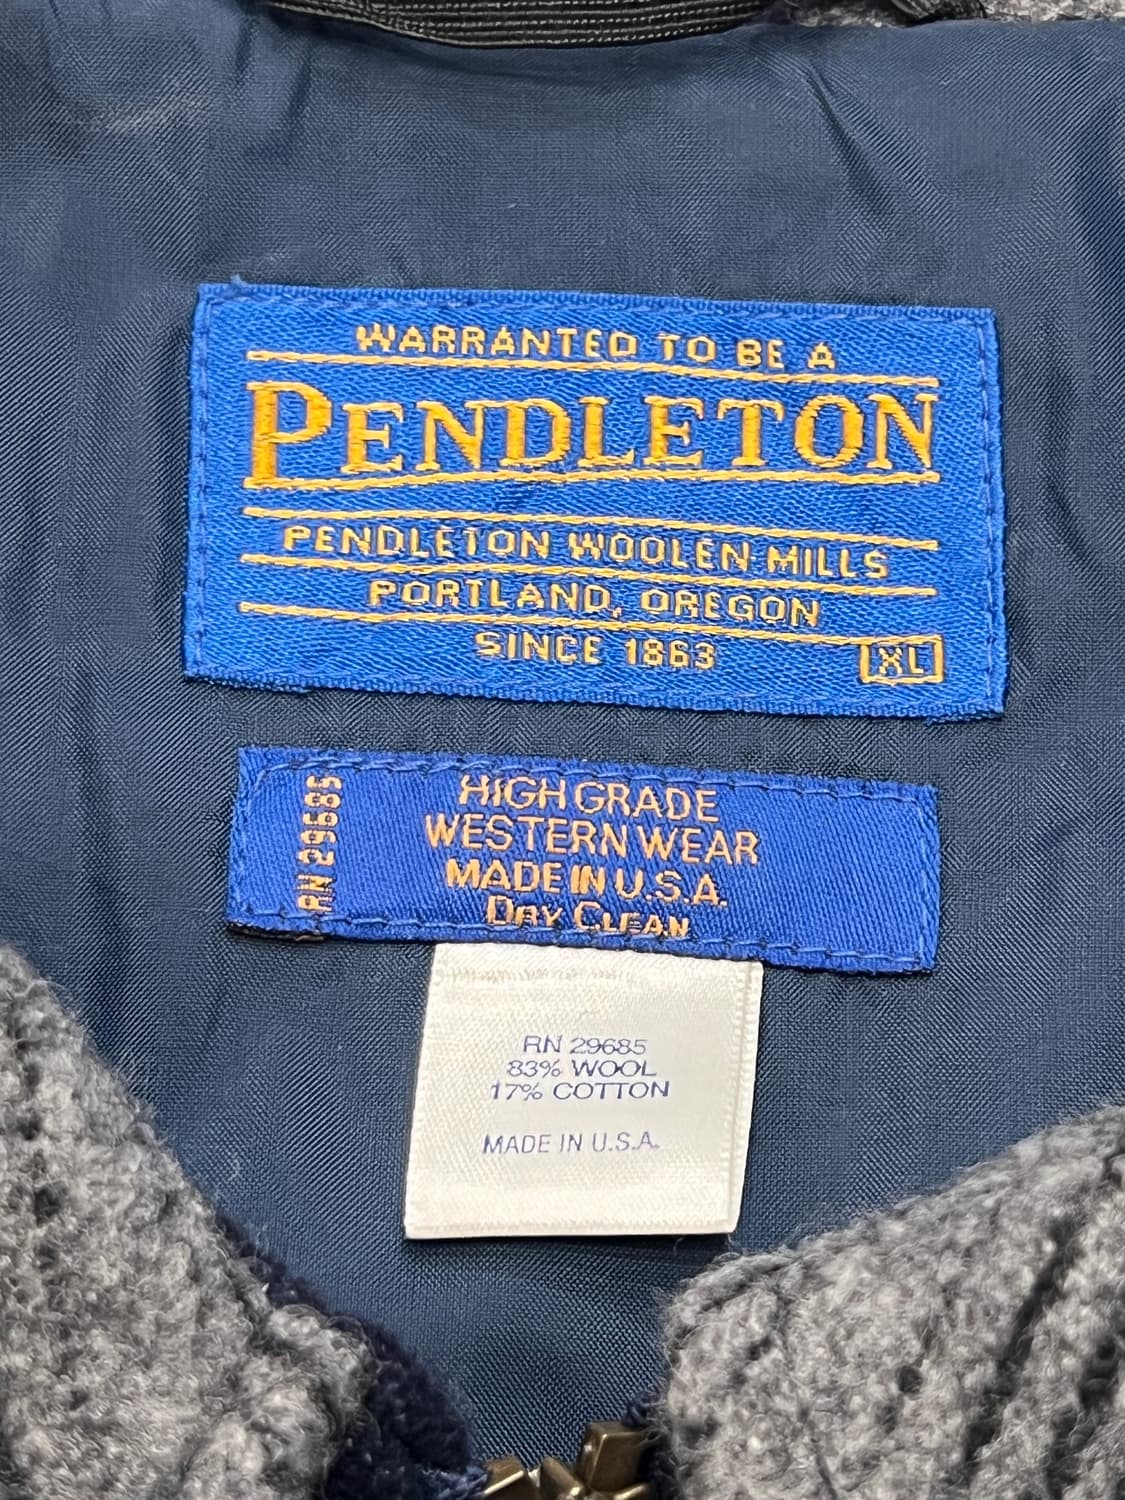 WARRANTED TO BE A
PENDLETON
PENDLETON WOOLEN MILLS
PORTLAND, OREGON
SINCE 1863
XL
RN 29685
HIGH GRADE
WESTERN WEAR
MADE IN U.S.A.
DRY CLEAN
RN 29685
83% WOOL
17% COTTON
MADE IN U.S.A.